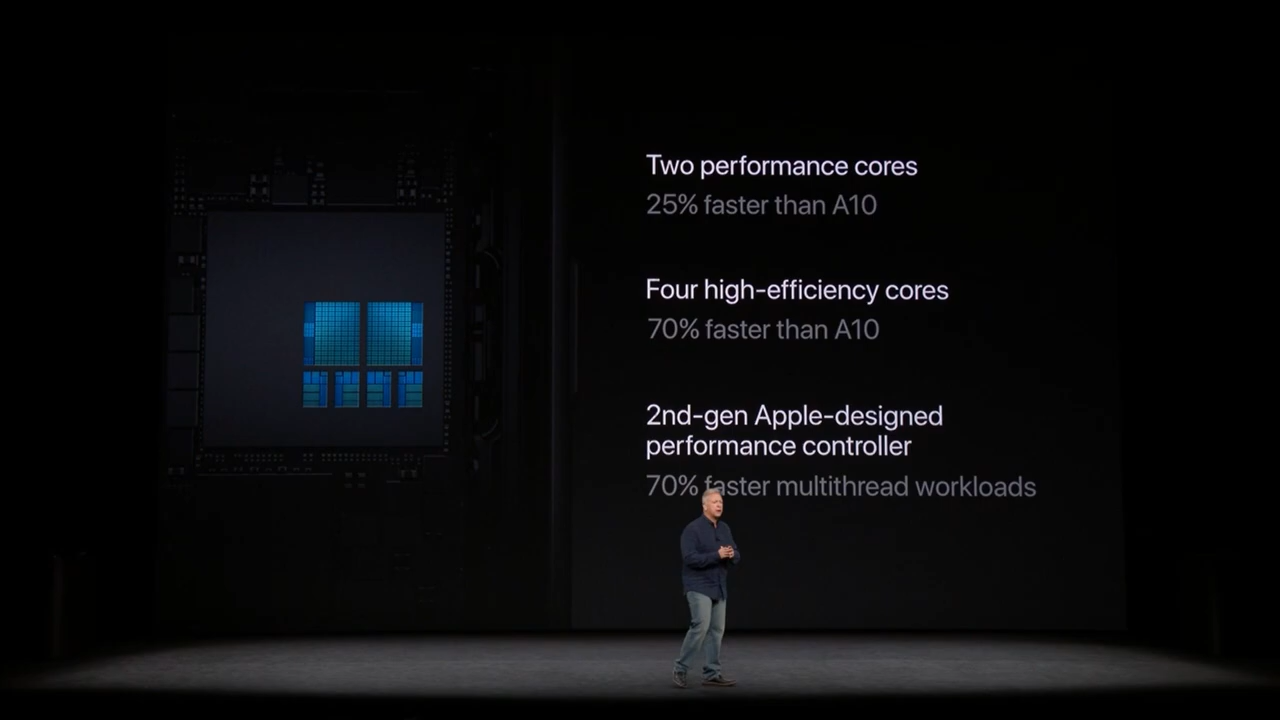 Two performance cores
25% faster than A10
Four high-efficiency cores
70% faster than A10
2nd-gen Apple-designed
performance controller
70% faster multithread workloads